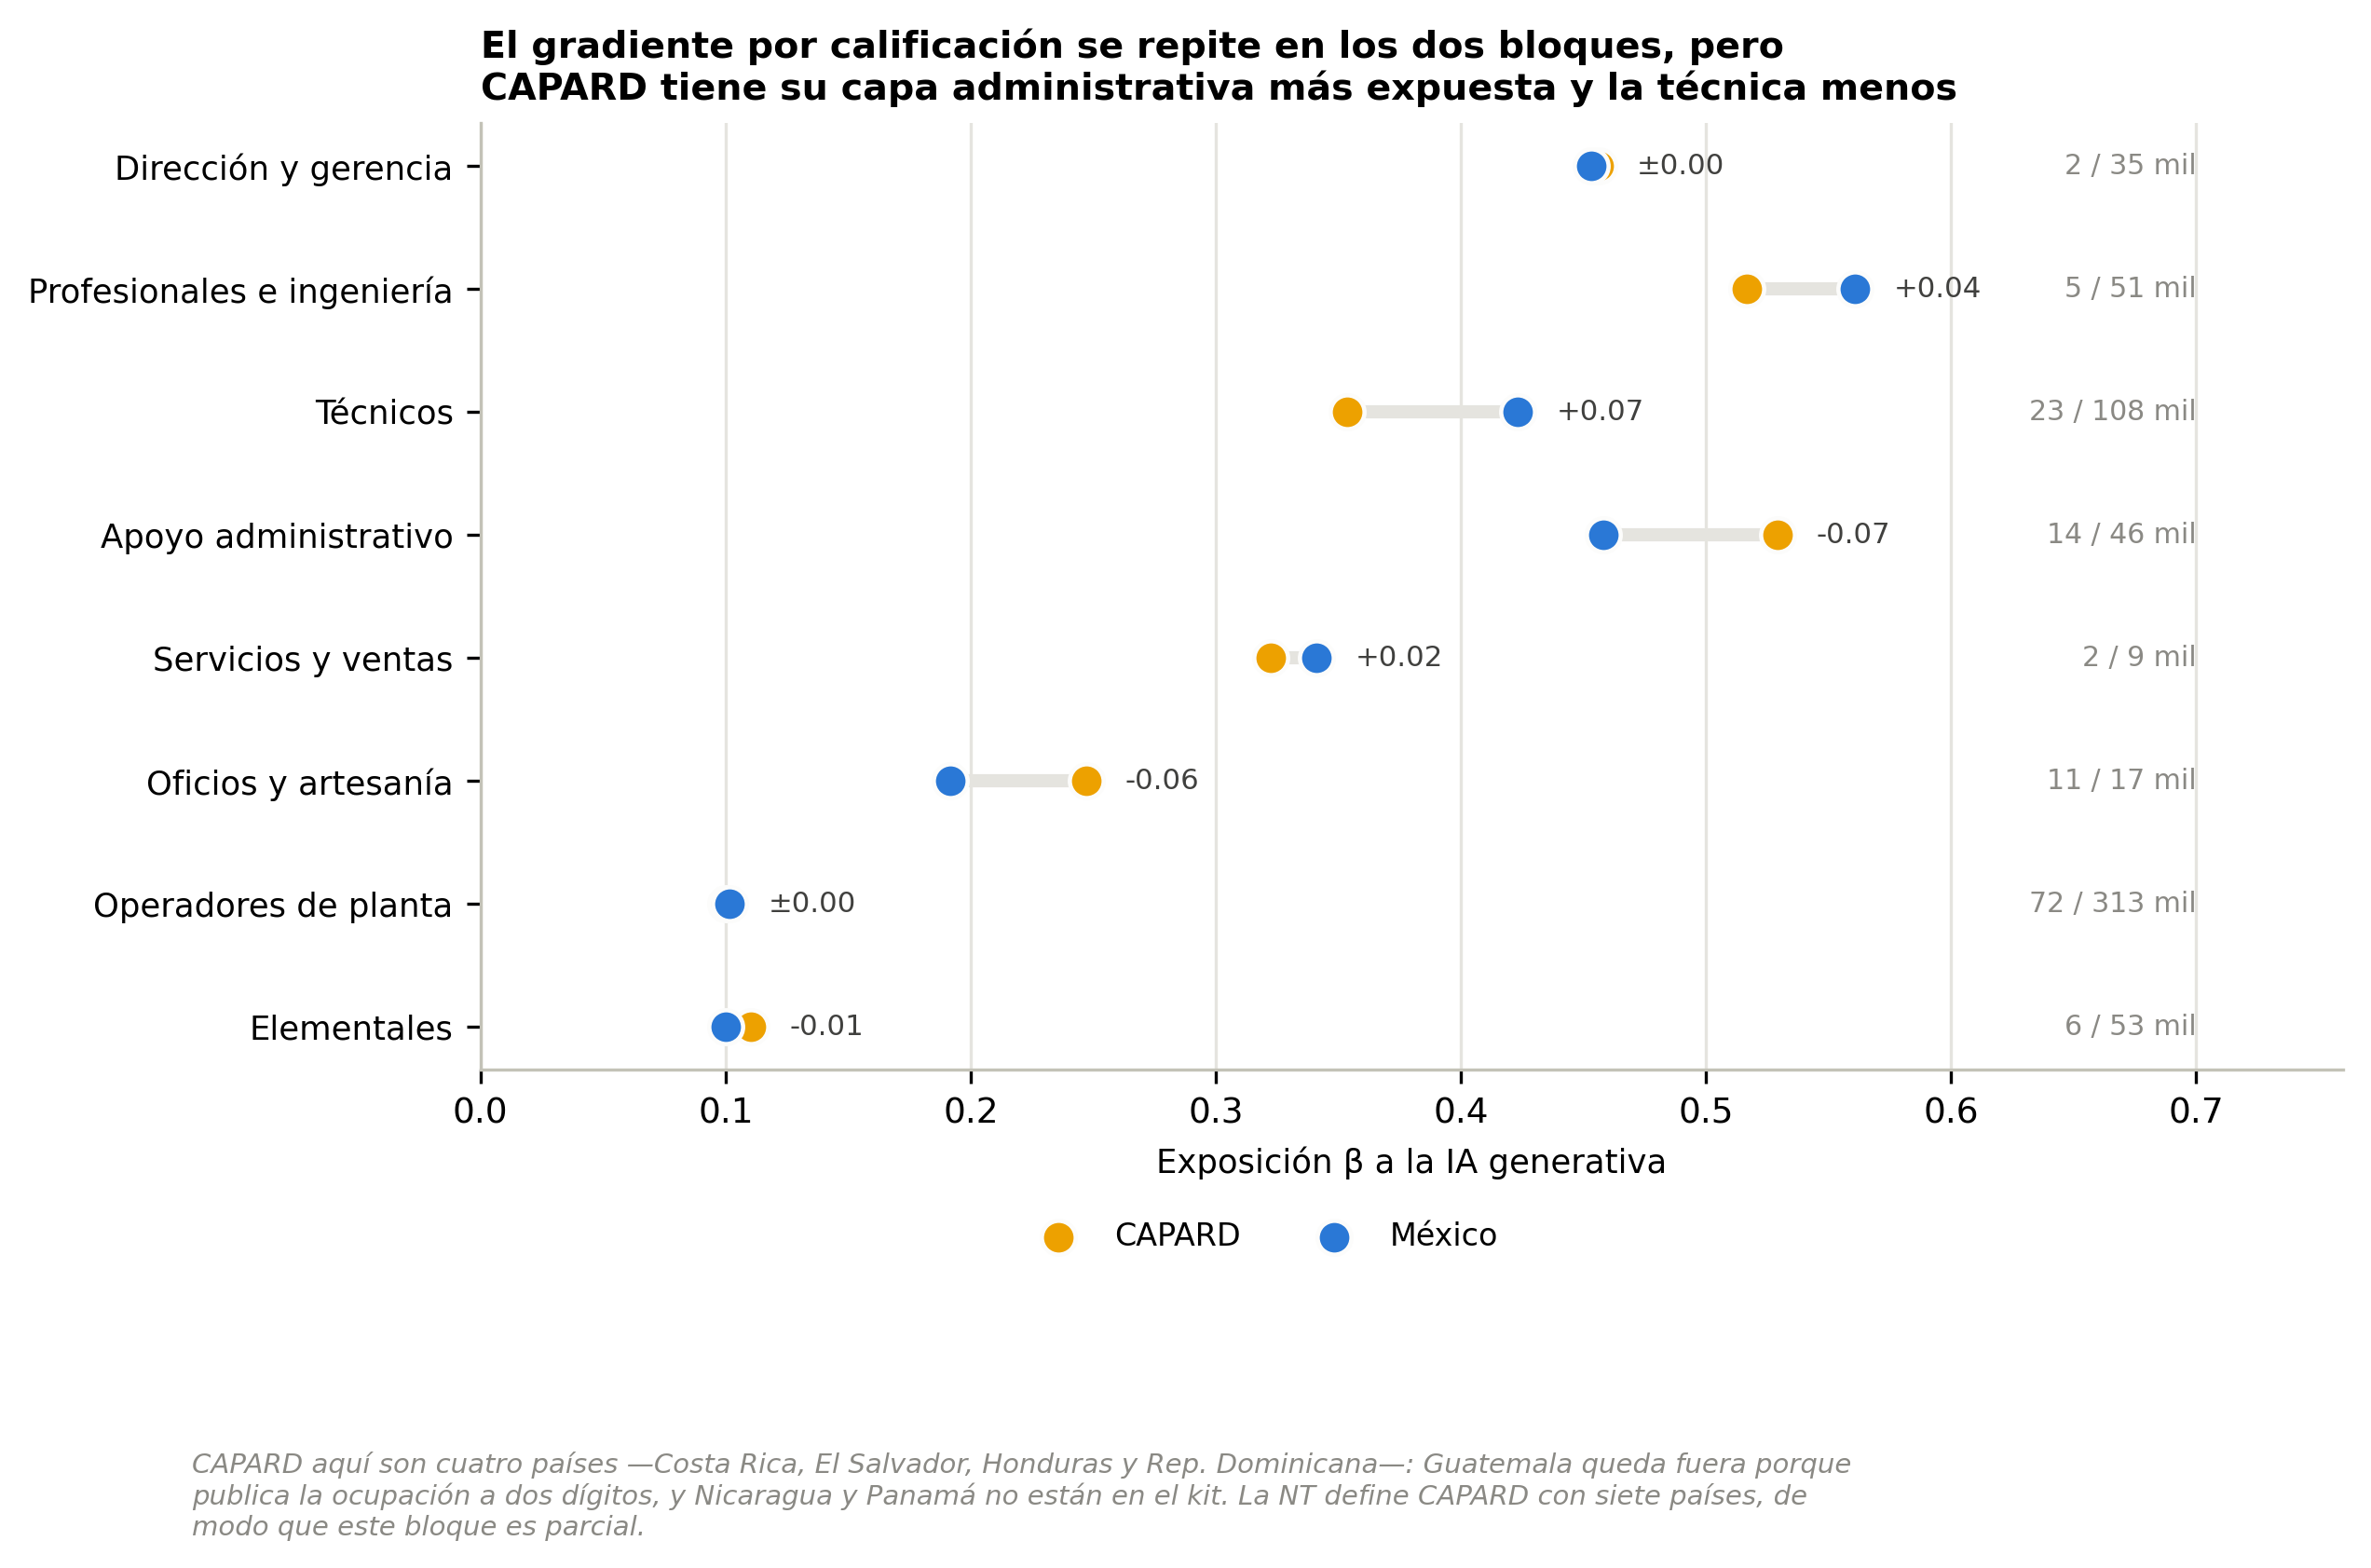 El gradiente por calificación se repite en los dos bloques, pero
CAPARD tiene su capa administrativa más expuesta y la técnica menos
Dirección y gerencia ±0.00 2 / 35 mil
Profesionales e ingeniería +0.04 5 / 51 mil
Técnicos +0.07 23 / 108 mil
Apoyo administrativo -0.07 14 / 46 mil
Servicios y ventas +0.02 2 / 9 mil
Oficios y artesanía -0.06 11 / 17 mil
Operadores de planta ±0.00 72 / 313 mil
Elementales -0.01 6 / 53 mil
0.0 0.1 0.2 0.3 0.4 0.5 0.6 0.7
Exposición β a la IA generativa
CAPARD México
CAPARD aquí son cuatro países —Costa Rica, El Salvador, Honduras y Rep. Dominicana—: Guatemala queda fuera porque
publica la ocupación a dos dígitos, y Nicaragua y Panamá no están en el kit. La NT define CAPARD con siete países, de
modo que este bloque es parcial.